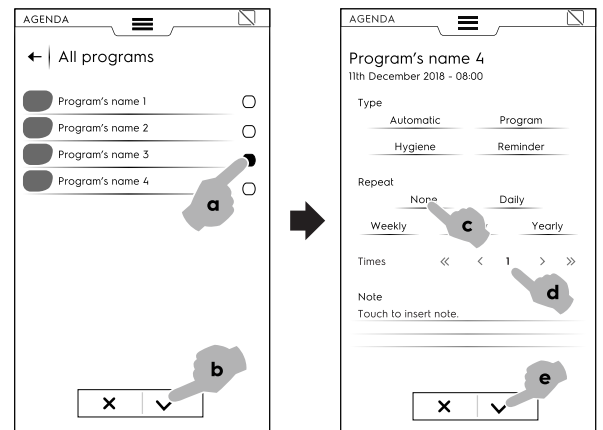 AGENDA
All programs
Program's name 1
Program's name 2
Program's name 3
Program's name 4
a
b
AGENDA
Program's name 4
11th December 2018 - 08:00
Type
Automatic Program
Hygiene Reminder
Repeat
None Daily
Weekly Yearly
c
Times « < 1 > »
d
Note
Touch to insert note.
e